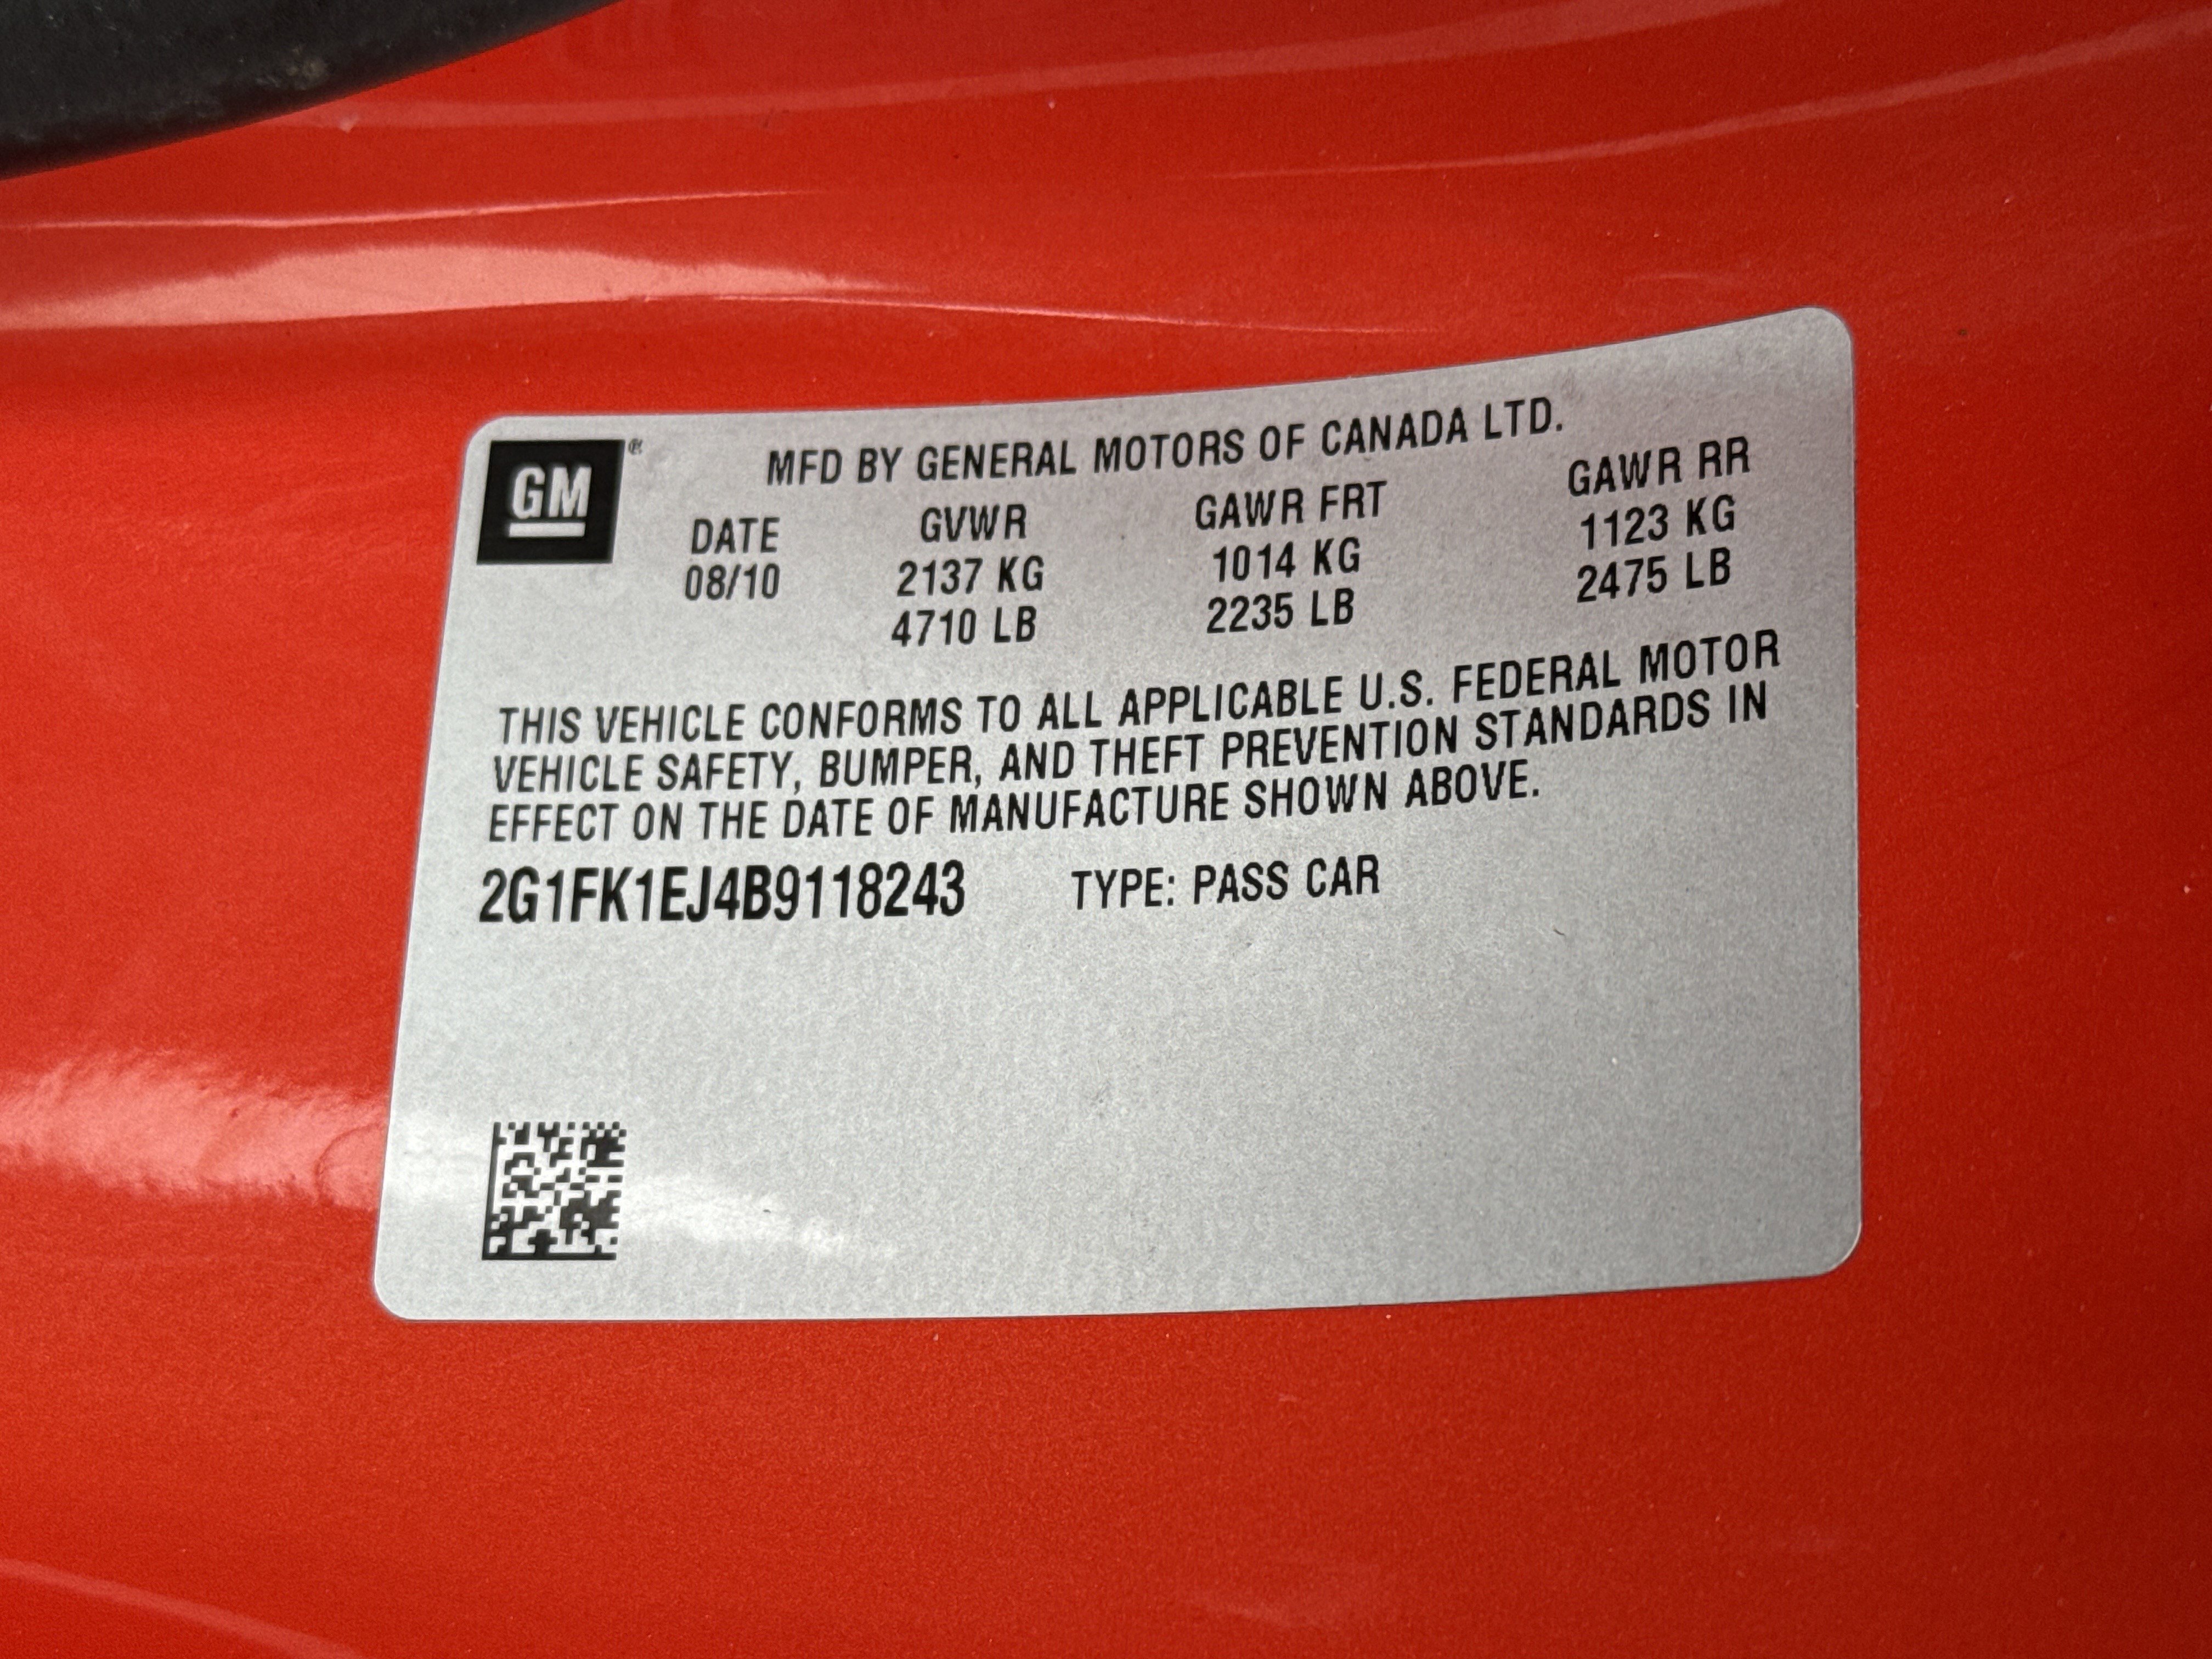 GM ®
MFD BY GENERAL MOTORS OF CANADA LTD.
DATE GVWR GAWR FRT GAWR RR
08/10 2137 KG 1014 KG 1123 KG
4710 LB 2235 LB 2475 LB
THIS VEHICLE CONFORMS TO ALL APPLICABLE U.S. FEDERAL MOTOR
VEHICLE SAFETY, BUMPER, AND THEFT PREVENTION STANDARDS IN
EFFECT ON THE DATE OF MANUFACTURE SHOWN ABOVE.
2G1FK1EJ4B9118243 TYPE: PASS CAR